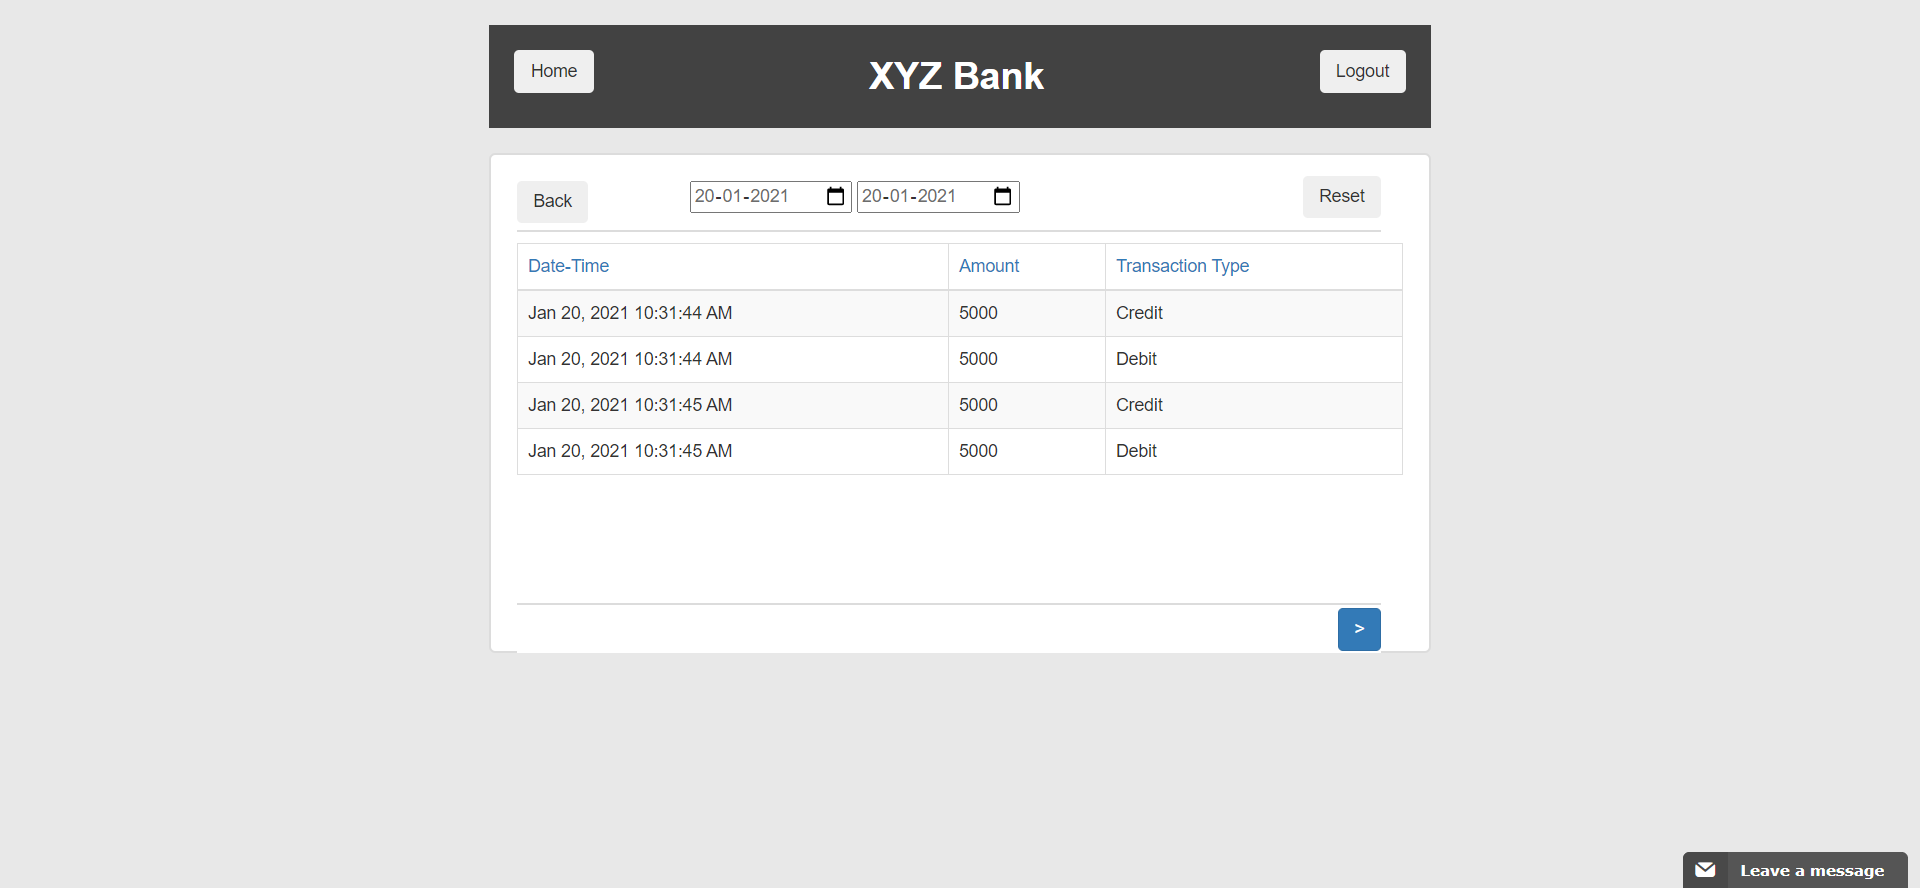 Home
XYZ Bank
Logout
Back
20-01-2021
20-01-2021
Reset
Date-Time Amount Transaction Type
Jan 20, 2021 10:31:44 AM 5000 Credit
Jan 20, 2021 10:31:44 AM 5000 Debit
Jan 20, 2021 10:31:45 AM 5000 Credit
Jan 20, 2021 10:31:45 AM 5000 Debit
>
Leave a message